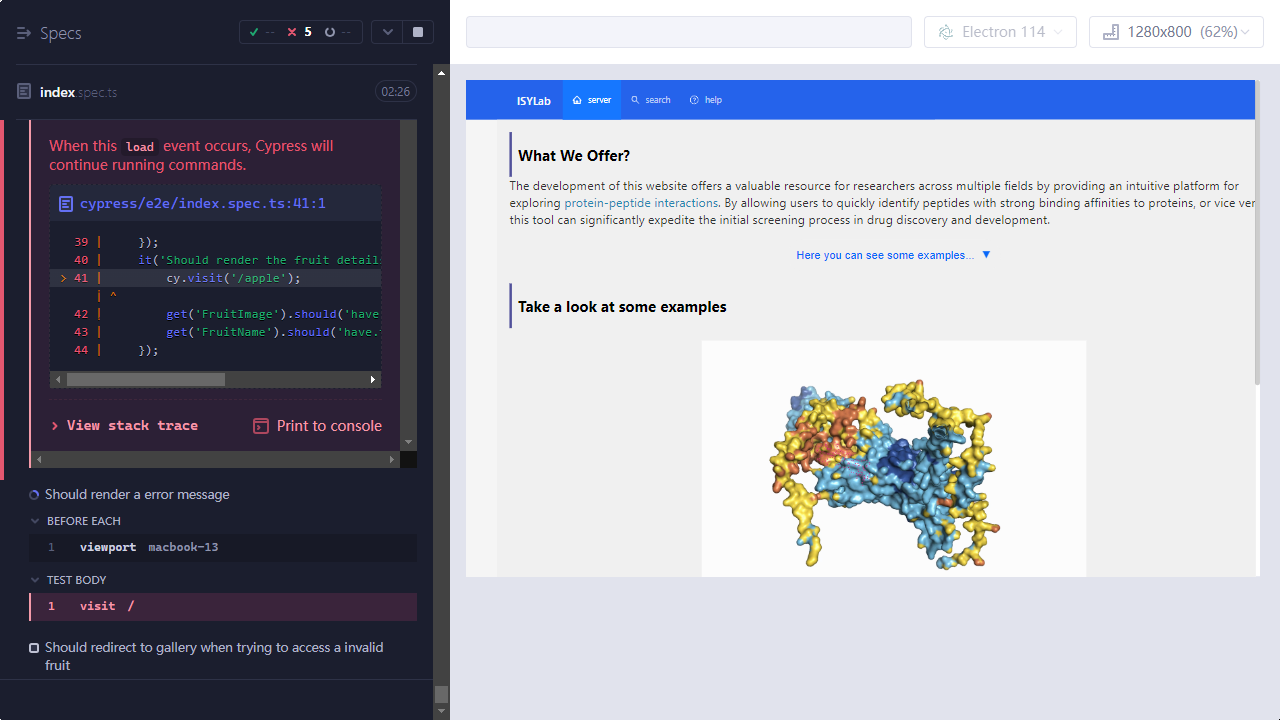 Specs
-- 5 --
Electron 114
1280x800 (62%)
index.spec.ts
02:26
When this load event occurs, Cypress will
continue running commands.
cypress/e2e/index.spec.ts:41:1
39 | });
40 | it('Should render the fruit details
> 41 | cy.visit('/apple');
| ^
42 | get('FruitImage').should('have.
43 | get('FruitName').should('have.
44 | });
View stack trace
Print to console
Should render a error message
BEFORE EACH
1 viewport macbook-13
TEST BODY
1 visit /
Should redirect to gallery when trying to access a invalid
fruit
ISYLab
server
search
help
What We Offer?
The development of this website offers a valuable resource for researchers across multiple fields by providing an intuitive platform for
exploring protein-peptide interactions. By allowing users to quickly identify peptides with strong binding affinities to proteins, or vice ver
this tool can significantly expedite the initial screening process in drug discovery and development.
Here you can see some examples... ▼
Take a look at some examples